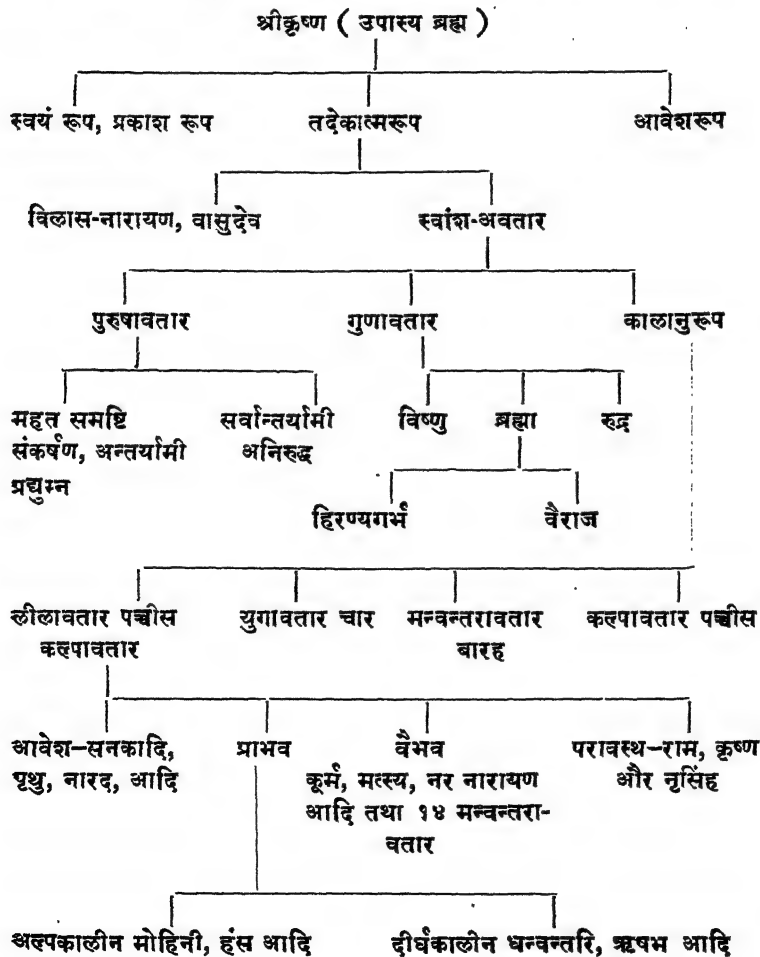 श्रीकृष्ण ( उपास्य ब्रह्म )
स्वयं रूप, प्रकाश रूप तदेकात्मरूप आवेशरूप
विलास-नारायण, वासुदेव स्वांश-अवतार
पुरुषावतार गुणावतार कालानुरूप
महत समष्टि सर्वान्तर्यामी विष्णु ब्रह्मा रुद्र
संकर्षण, अन्तर्यामी अनिरुद्ध
प्रद्युम्न
हिरण्यगर्भ वैराज
लीलावतार पच्चीस युगावतार चार मन्वन्तरावतार कल्पावतार पच्चीस
कल्पावतार बारह
आवेश-सनकादि, प्राभव वैभव परावस्थ-राम, कृष्ण
पृथु, नारद, आदि कूर्म, मत्स्य, नर नारायण और नृसिंह
आदि तथा १४ मन्वन्तरा-
वतार
अल्पकालीन मोहिनी, हंस आदि दीर्घकालीन धन्वन्तरि, ऋषभ आदि